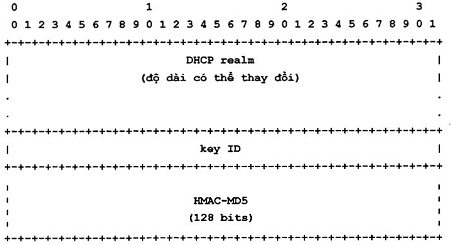 0 1 2 3
0 1 2 3 4 5 6 7 8 9 0 1 2 3 4 5 6 7 8 9 0 1 2 3 4 5 6 7 8 9 0 1
+-+-+-+-+-+-+-+-+-+-+-+-+-+-+-+-+-+-+-+-+-+-+-+-+-+-+-+-+-+-+-+-+
| DHCP realm |
| (độ dài có thể thay đổi) |
. .
. .
+-+-+-+-+-+-+-+-+-+-+-+-+-+-+-+-+-+-+-+-+-+-+-+-+-+-+-+-+-+-+-+-+
| key ID |
+-+-+-+-+-+-+-+-+-+-+-+-+-+-+-+-+-+-+-+-+-+-+-+-+-+-+-+-+-+-+-+-+
| |
| HMAC-MD5 |
| (128 bits) |
+-+-+-+-+-+-+-+-+-+-+-+-+-+-+-+-+-+-+-+-+-+-+-+-+-+-+-+-+-+-+-+-+